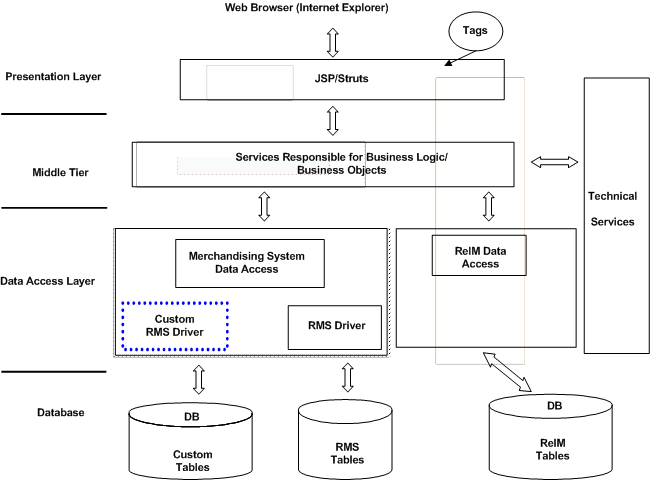 Web Browser (Internet Explorer)
Tags
Presentation Layer
JSP/Struts
Middle Tier
Services Responsible for Business Logic/
Business Objects
Technical
Services
Data Access Layer
Merchandising System
Data Access
Custom
RMS Driver
RMS Driver
ReIM Data
Access
Database
DB
Custom
Tables
RMS
Tables
DB
ReIM
Tables